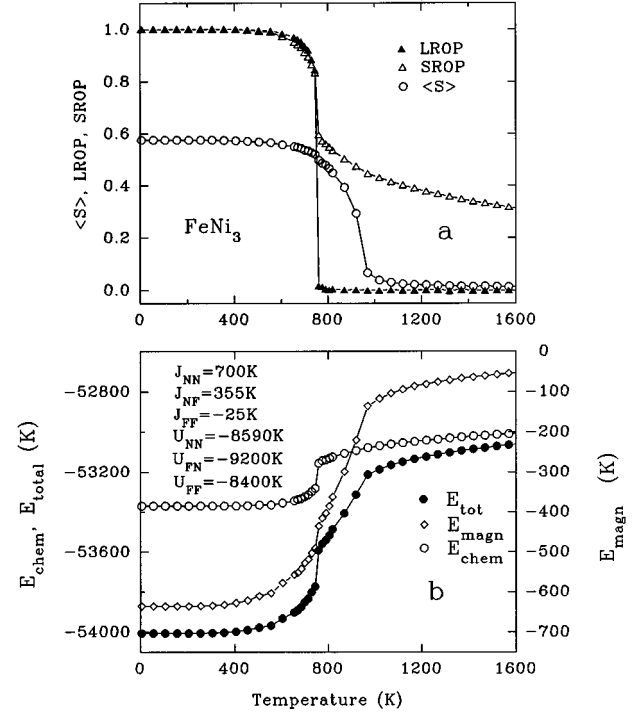 <S>, LROP, SROP
1.0
0.8
0.6
0.4
0.2
0.0
▲ LROP
△ SROP
○ <S>
FeNi₃
a
0 400 800 1200 1600
E_chem, E_total (K)
−52800
−53200
−53600
−54000
J_NN=700K
J_NF=355K
J_FF=−25K
U_NN=−8590K
U_FN=−9200K
U_FF=−8400K
● E_tot
◇ E_magn
○ E_chem
b
0
−100
−200
−300
−400
−500
−600
−700
E_magn (K)
0 400 800 1200 1600
Temperature (K)